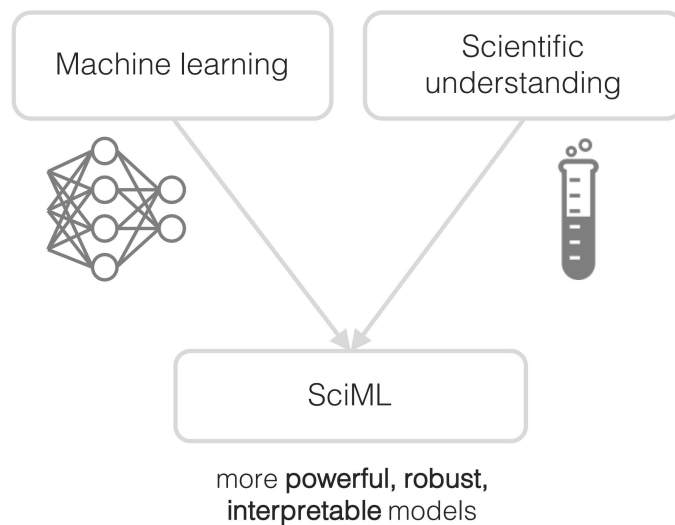 Machine learning
Scientific
understanding
SciML
more powerful, robust,
interpretable models